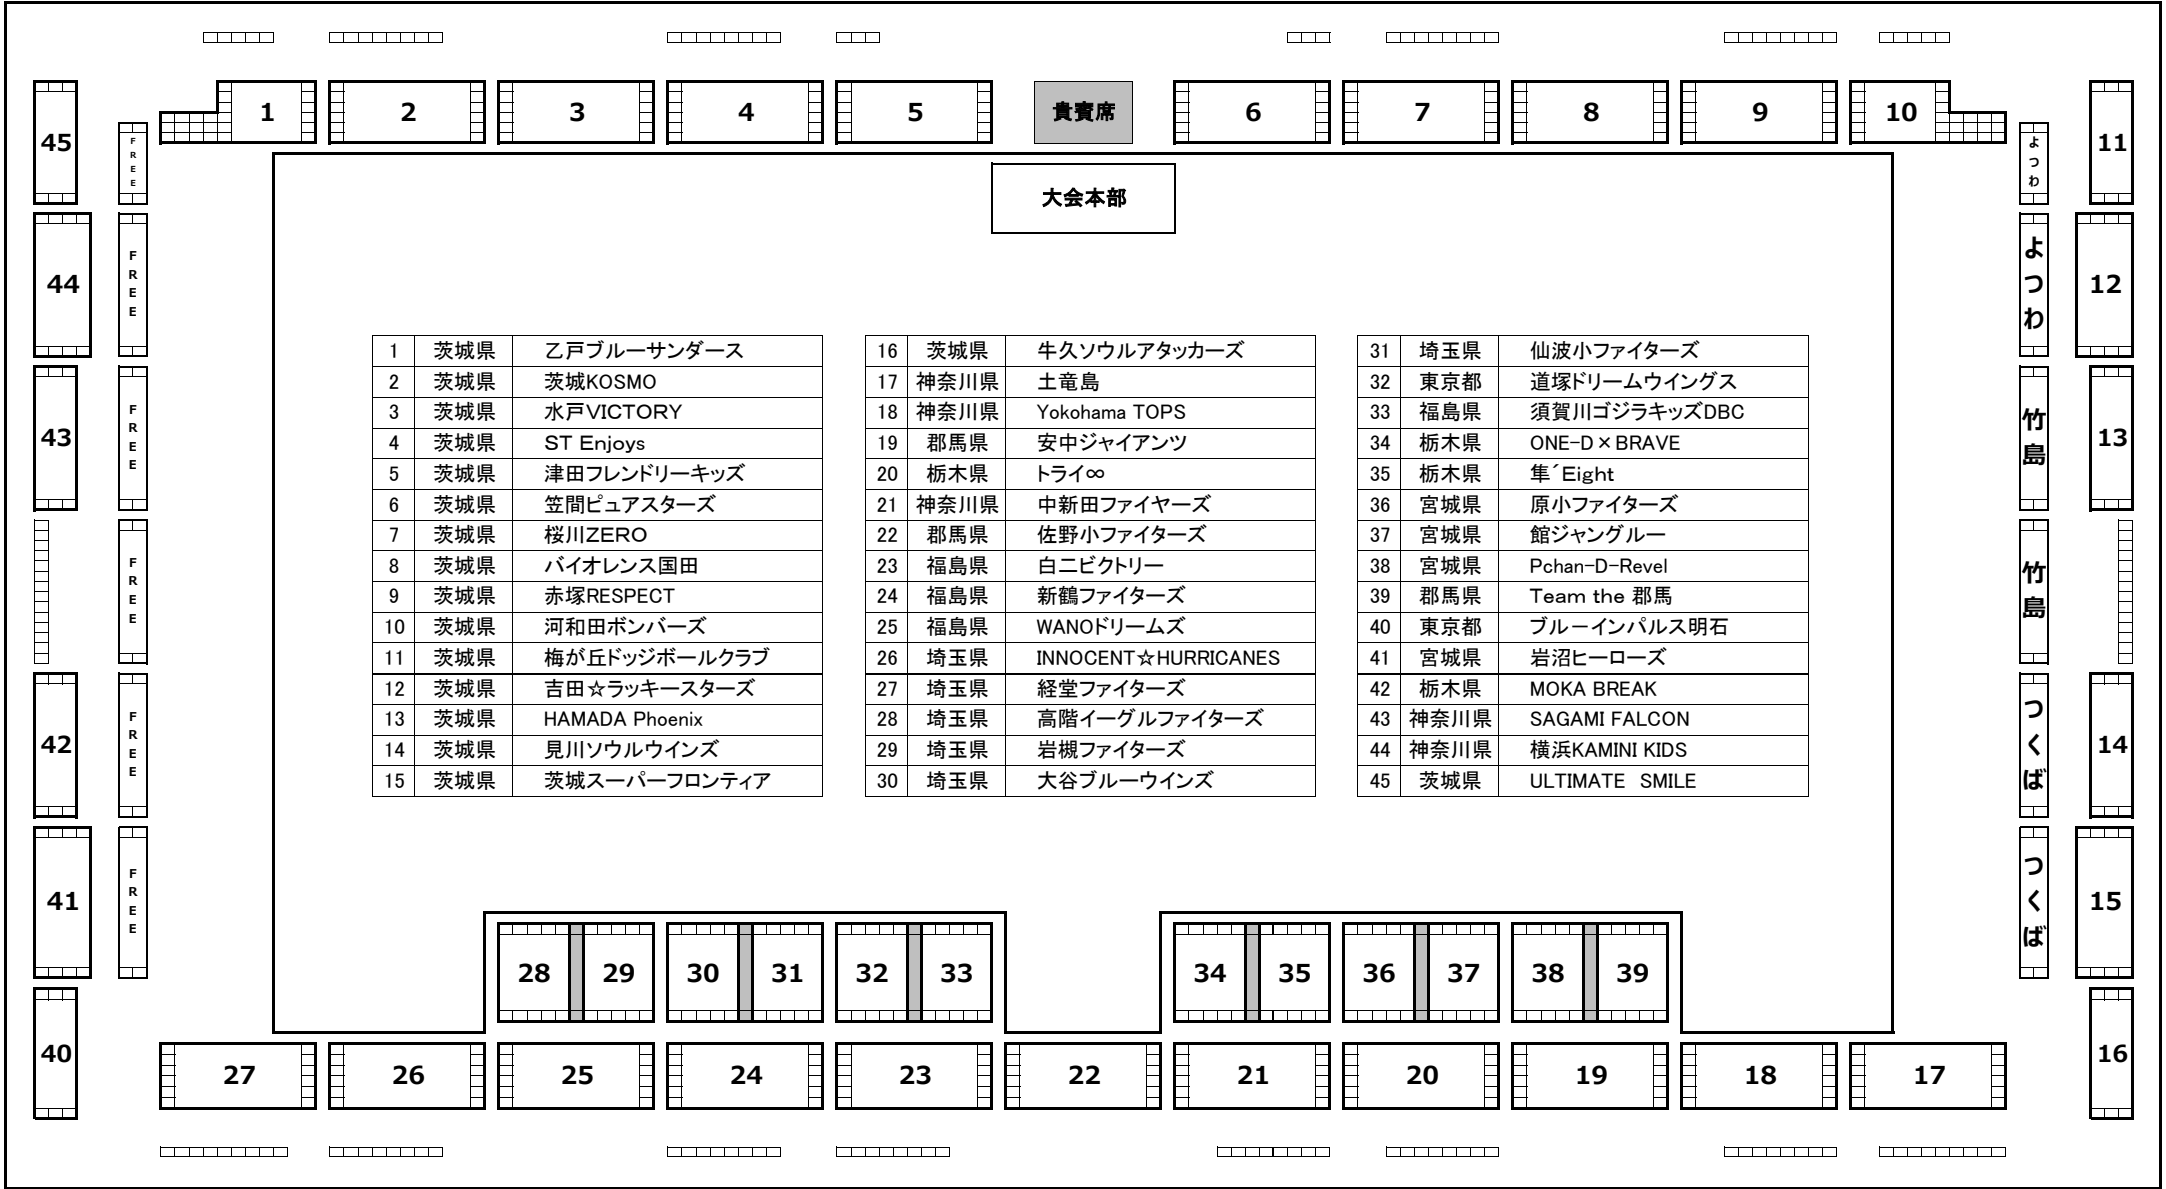 1
2
3
4
5
貴賓席
6
7
8
9
10
45
44
43
42
41
40
FREE
FREE
FREE
FREE
FREE
FREE
大会本部
1 茨城県 乙戸ブルーサンダース
2 茨城県 茨城KOSMO
3 茨城県 水戸VICTORY
4 茨城県 ST Enjoys
5 茨城県 津田フレンドリーキッズ
6 茨城県 笠間ピュアスターズ
7 茨城県 桜川ZERO
8 茨城県 バイオレンス国田
9 茨城県 赤塚RESPECT
10 茨城県 河和田ボンバーズ
11 茨城県 梅が丘ドッジボールクラブ
12 茨城県 吉田☆ラッキースターズ
13 茨城県 HAMADA Phoenix
14 茨城県 見川ソウルウインズ
15 茨城県 茨城スーパーフロンティア
16 茨城県 牛久ソウルアタッカーズ
17 神奈川県 土竜島
18 神奈川県 Yokohama TOPS
19 郡馬県 安中ジャイアンツ
20 栃木県 トライ∞
21 神奈川県 中新田ファイヤーズ
22 郡馬県 佐野小ファイターズ
23 福島県 白二ビクトリー
24 福島県 新鶴ファイターズ
25 福島県 WANOドリームズ
26 埼玉県 INNOCENT☆HURRICANES
27 埼玉県 経堂ファイターズ
28 埼玉県 高階イーグルファイターズ
29 埼玉県 岩槻ファイターズ
30 埼玉県 大谷ブルーウインズ
31 埼玉県 仙波小ファイターズ
32 東京都 道塚ドリームウイングス
33 福島県 須賀川ゴジラキッズDBC
34 栃木県 ONE-D×BRAVE
35 栃木県 隼´Eight
36 宮城県 原小ファイターズ
37 宮城県 館ジャングルー
38 宮城県 Pchan-D-Revel
39 郡馬県 Team the 郡馬
40 東京都 ブルーインパルス明石
41 宮城県 岩沼ヒーローズ
42 栃木県 MOKA BREAK
43 神奈川県 SAGAMI FALCON
44 神奈川県 横浜KAMINI KIDS
45 茨城県 ULTIMATE SMILE
よつわ
よつわ
竹島
竹島
つくば
つくば
11
12
13
14
15
16
28
29
30
31
32
33
34
35
36
37
38
39
27
26
25
24
23
22
21
20
19
18
17